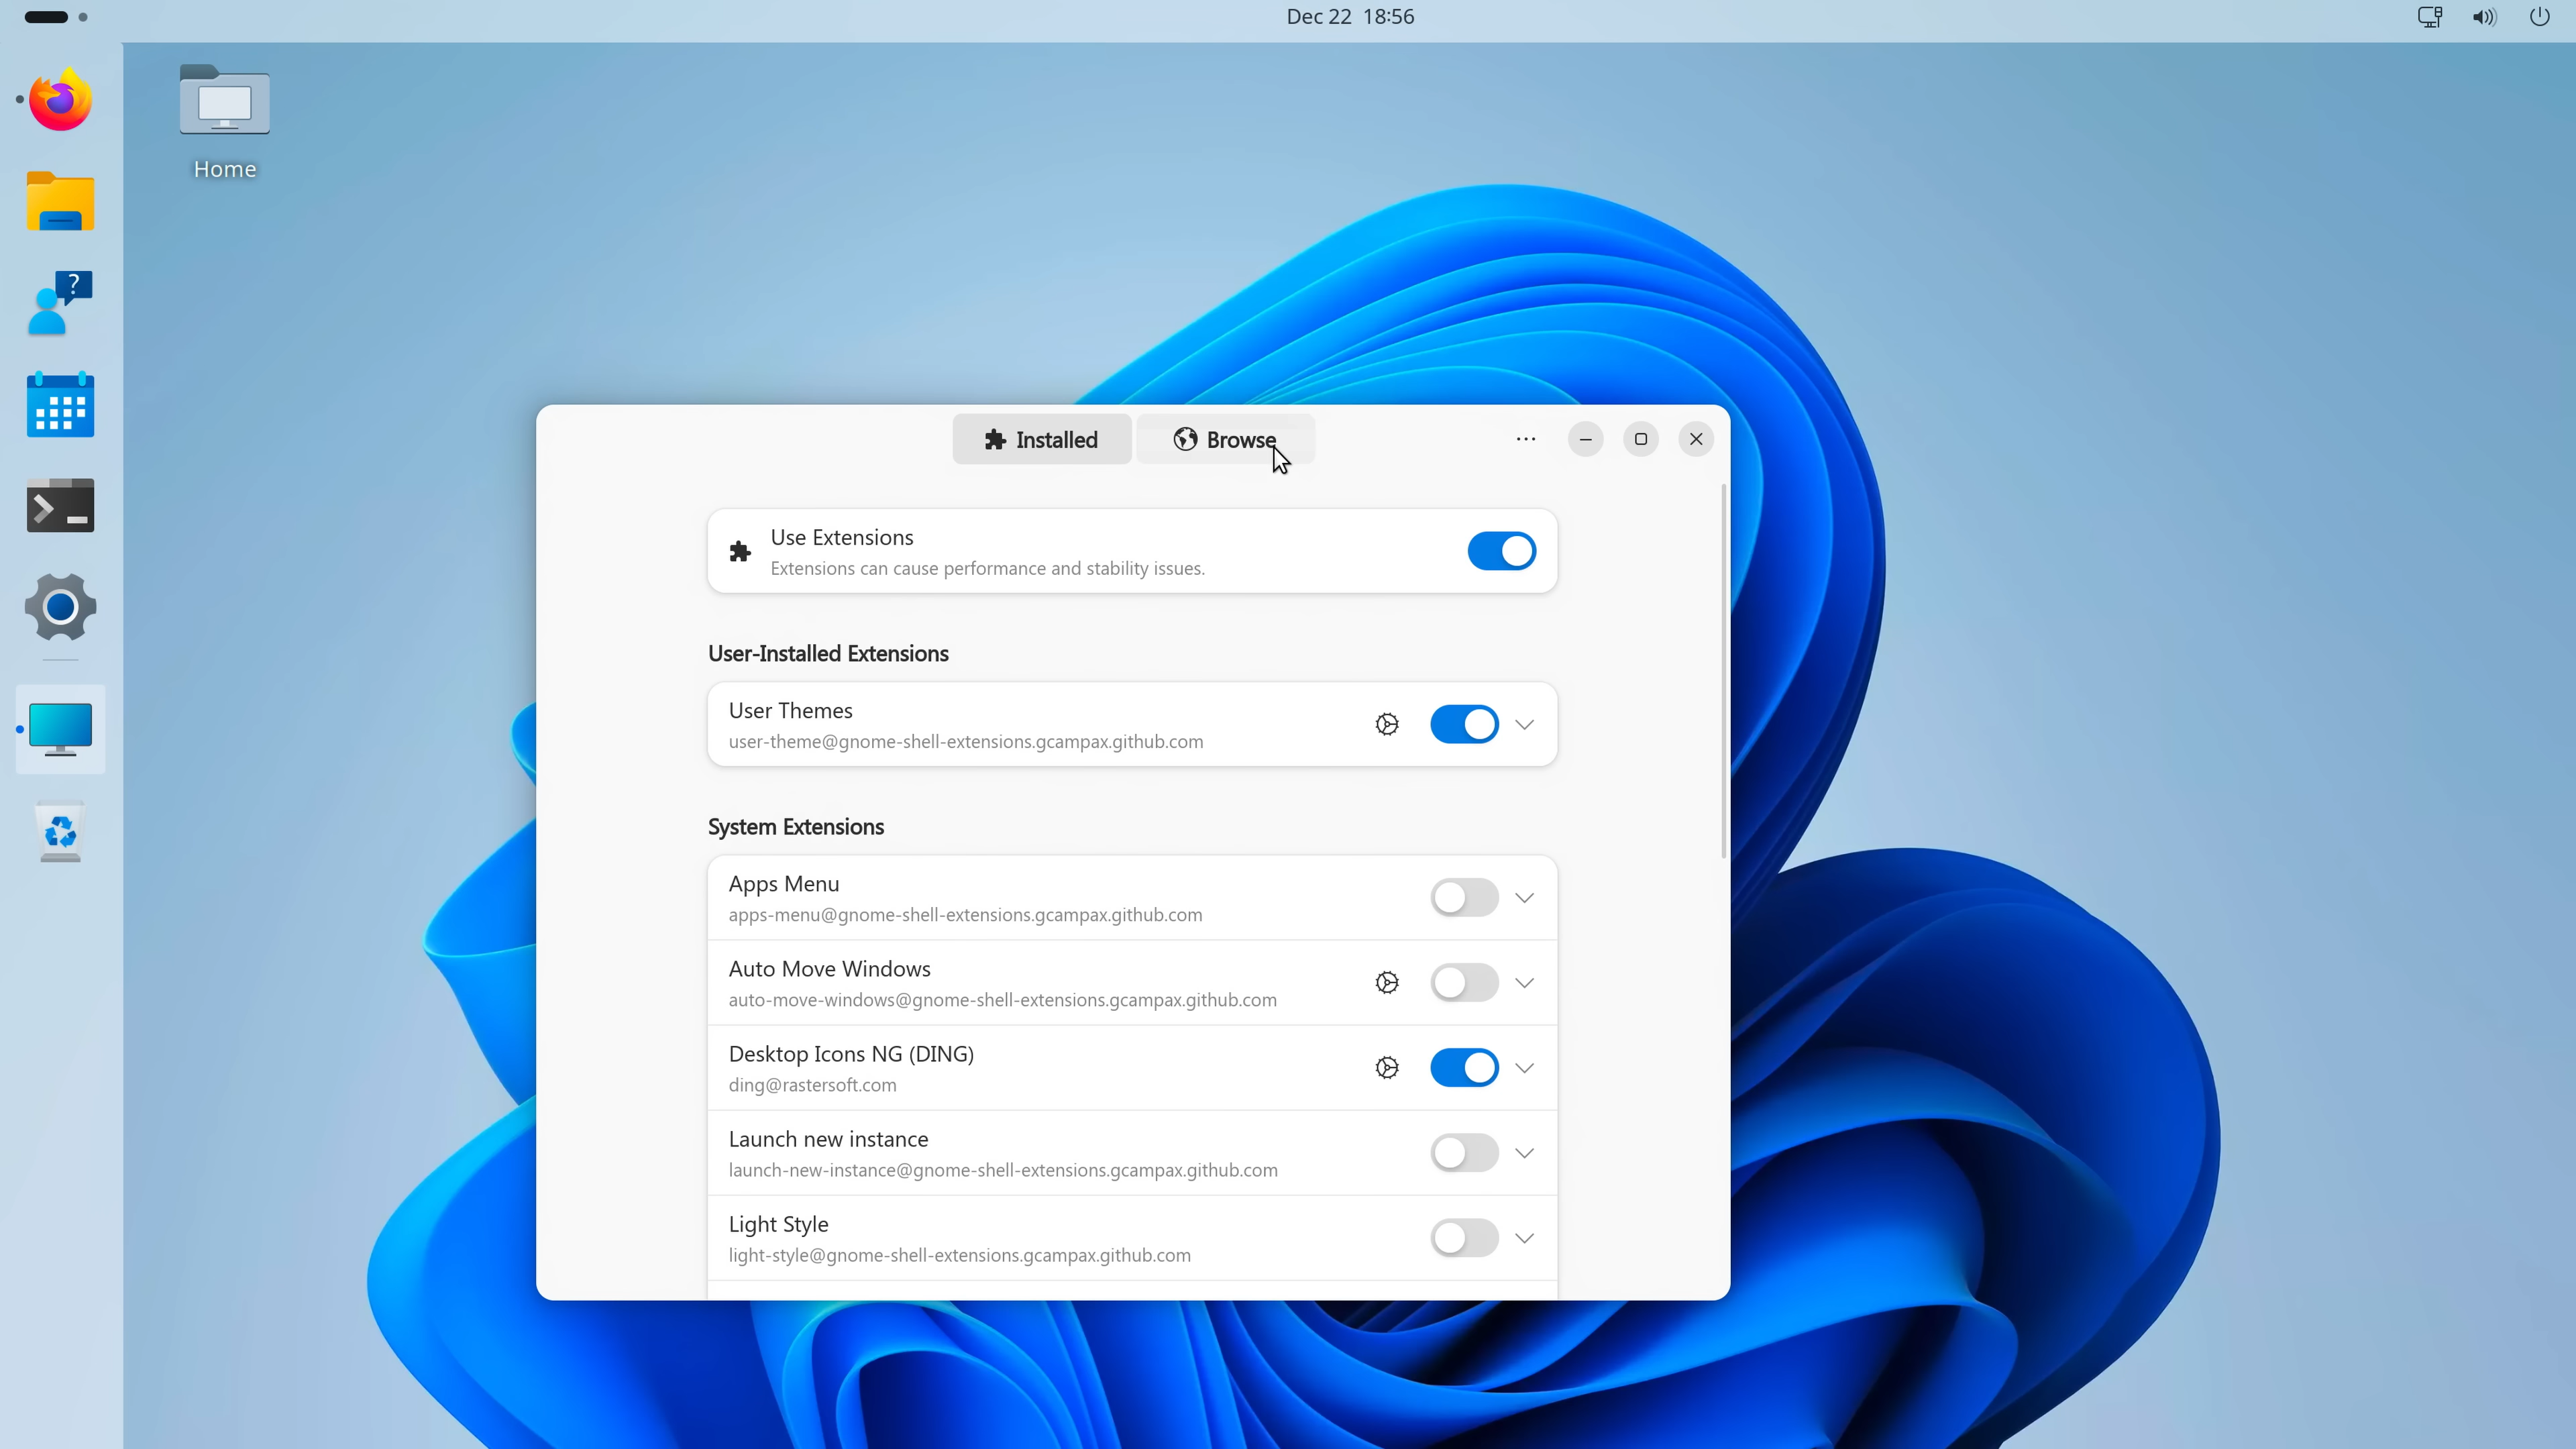 Dec 22 18:56
?
Home
Installed
Browse
Use Extensions
Extensions can cause performance and stability issues.
User-Installed Extensions
User Themes
user-theme@gnome-shell-extensions.gcampax.github.com
System Extensions
Apps Menu
apps-menu@gnome-shell-extensions.gcampax.github.com
Auto Move Windows
auto-move-windows@gnome-shell-extensions.gcampax.github.com
Desktop Icons NG (DING)
ding@rastersoft.com
Launch new instance
launch-new-instance@gnome-shell-extensions.gcampax.github.com
Light Style
light-style@gnome-shell-extensions.gcampax.github.com